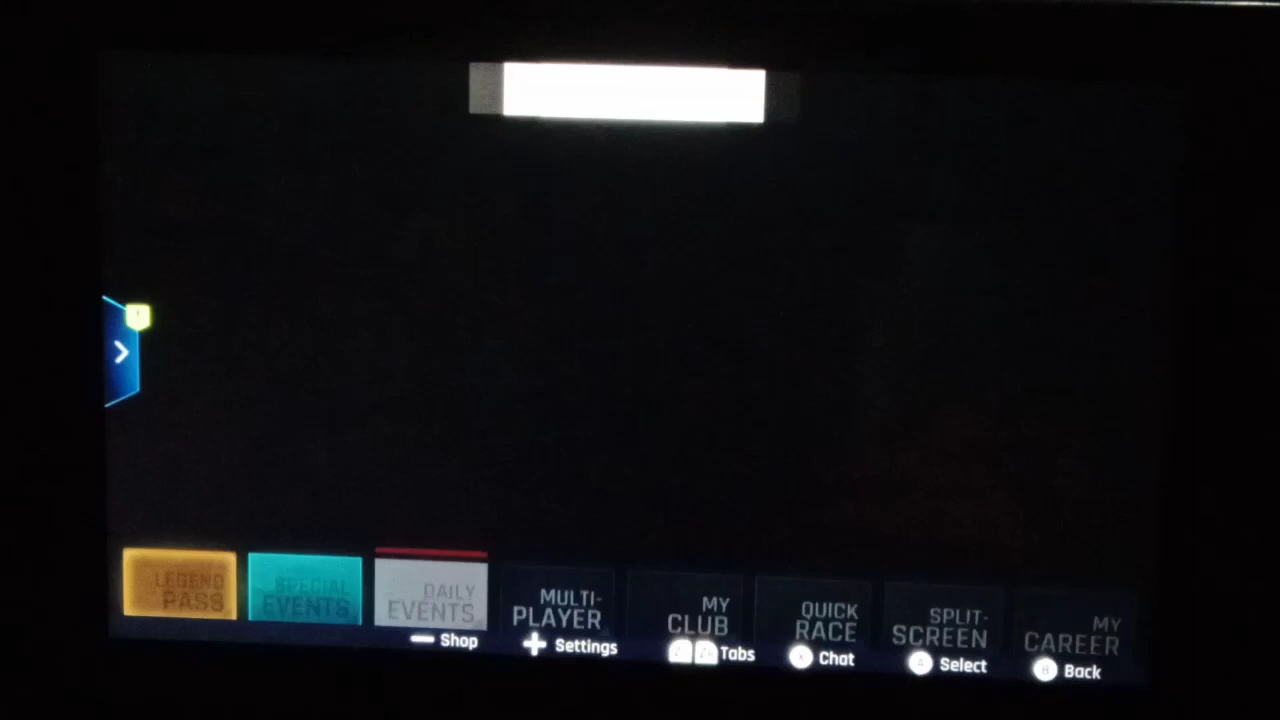 LEGEND
PASS
SPECIAL
EVENTS
DAILY
EVENTS
MULTI-
PLAYER
MY
CLUB
QUICK
RACE
SPLIT-
SCREEN
MY
CAREER
Shop
Settings
Tabs
Chat
A Select
B Back